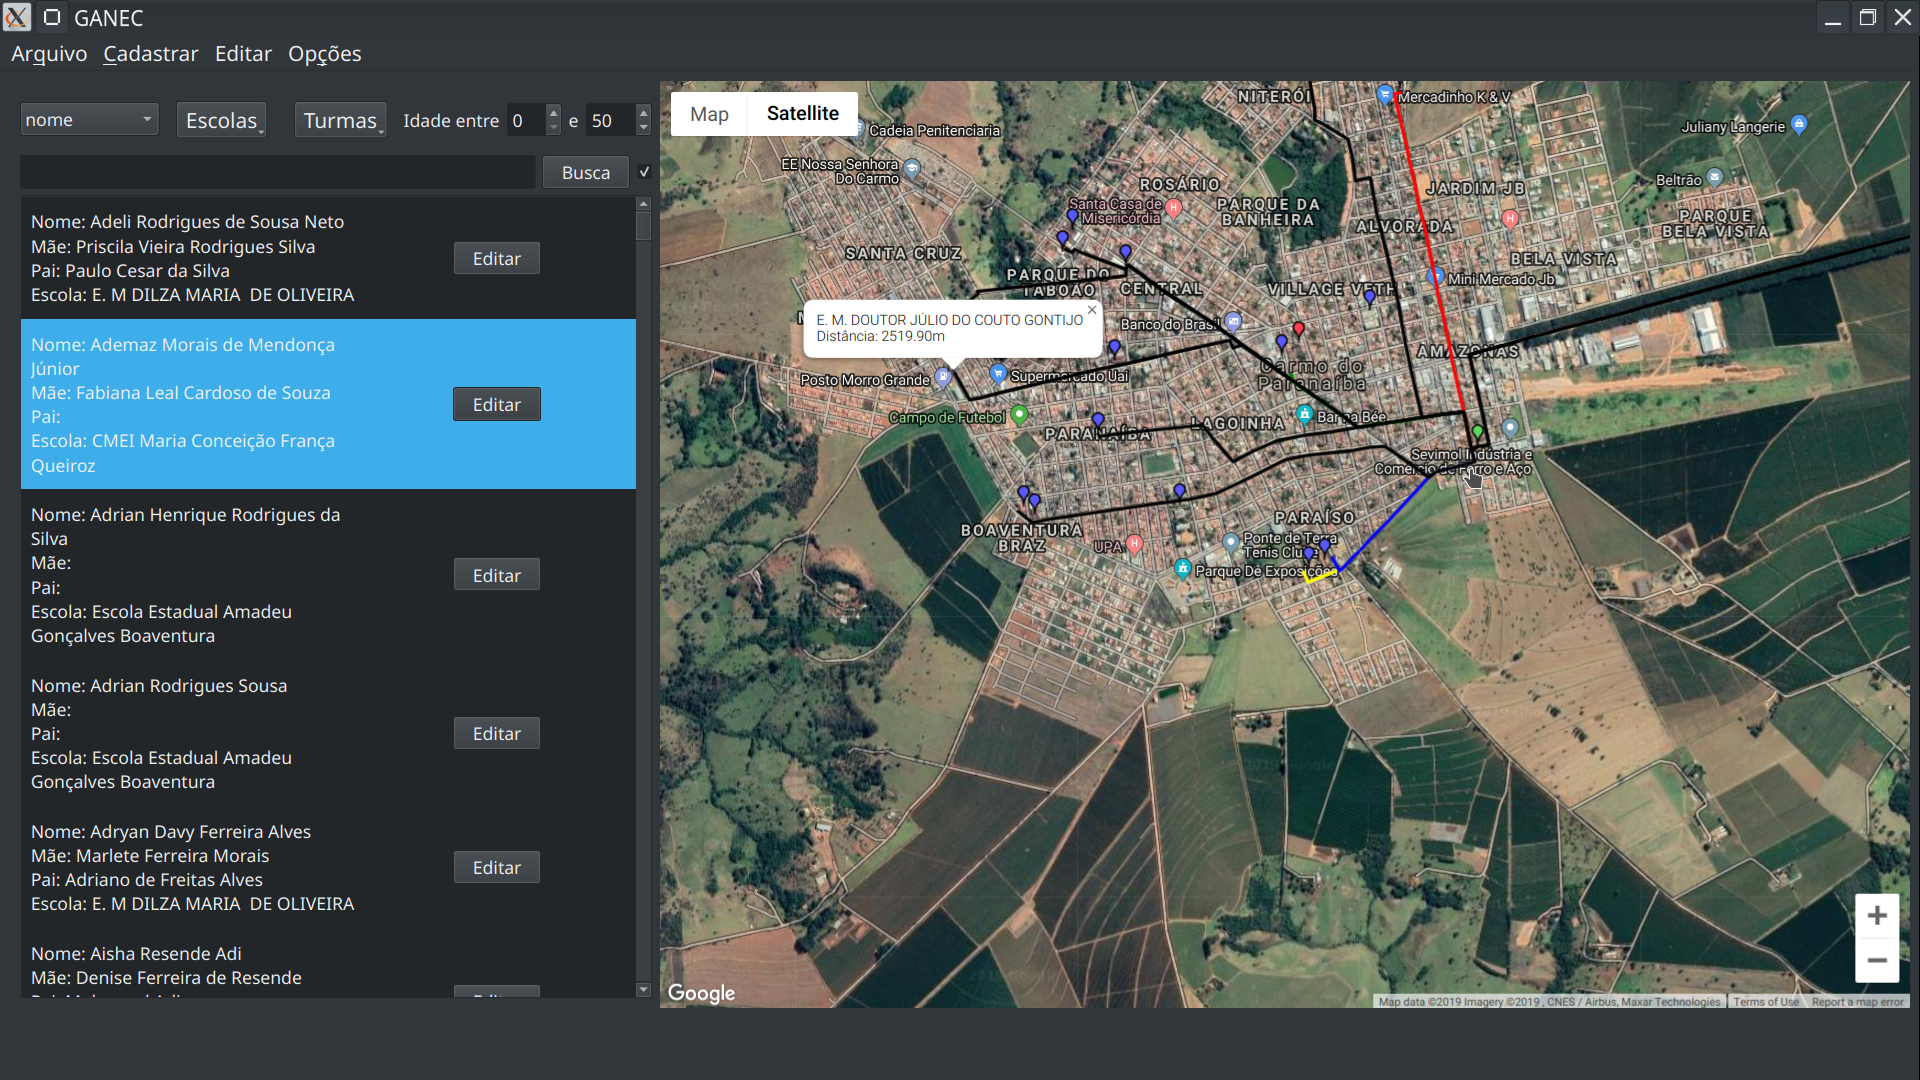 GANEC
Arquivo Cadastrar Editar Opções
nome Escolas Turmas Idade entre 0 e 50
Busca
Nome: Adeli Rodrigues de Sousa Neto
Mãe: Priscila Vieira Rodrigues Silva
Pai: Paulo Cesar da Silva
Escola: E. M DILZA MARIA  DE OLIVEIRA
Editar
Nome: Ademaz Morais de Mendonça
Júnior
Mãe: Fabiana Leal Cardoso de Souza
Pai:
Escola: CMEI Maria Conceição França
Queiroz
Editar
Nome: Adrian Henrique Rodrigues da
Silva
Mãe:
Pai:
Escola: Escola Estadual Amadeu
Gonçalves Boaventura
Editar
Nome: Adrian Rodrigues Sousa
Mãe:
Pai:
Escola: Escola Estadual Amadeu
Gonçalves Boaventura
Editar
Nome: Adryan Davy Ferreira Alves
Mãe: Marlete Ferreira Morais
Pai: Adriano de Freitas Alves
Escola: E. M DILZA MARIA  DE OLIVEIRA
Editar
Nome: Aisha Resende Adi
Mãe: Denise Ferreira de Resende
Map Satellite
NITERÓI
Mercadinho K & V
Cadeia Penitenciaria
Juliany Langerie
EE Nossa Senhora
Do Carmo
ROSÁRIO
Beltrão
JARDIM JB
Santa Casa de
Misericórdia
PARQUE DA
BANHEIRA
PARQUE
BELA VISTA
ALVORADA
SANTA CRUZ
BELA VISTA
PARQUE DO
TABOÃO
CENTRAL
VILLAGE VETH
Mini Mercado Jb
E. M. DOUTOR JÚLIO DO COUTO GONTIJO
Distância: 2519.90m
Banco do Brasil
AMAZONAS
Carmo do
Paranaíba
Posto Morro Grande
Supermercado Uai
Campo de Futebol
Barra Bée
LAGOINHA
PARANAÍBA
Sevimol Indústria e
Comercio de Ferro e Aço
PARAÍSO
BOAVENTURA
BRAZ
UPA
Ponte de Terra
Tenis Clube
Parque De Exposições
Google
Map data ©2019 Imagery ©2019 , CNES / Airbus, Maxar Technologies Terms of Use Report a map error